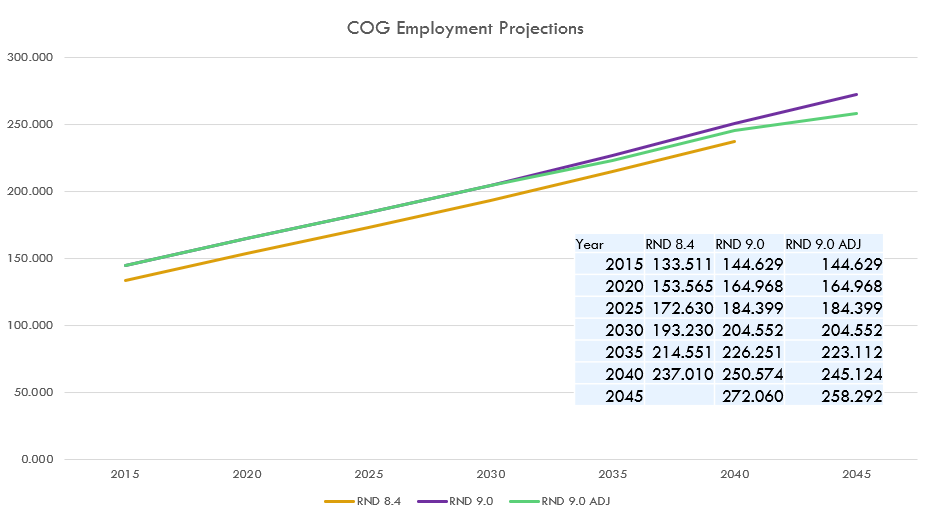 COG Employment Projections
300.000
250.000
200.000
150.000
100.000
50.000
0.000
Year RND 8.4 RND 9.0 RND 9.0 ADJ
2015 133.511 144.629 144.629
2020 153.565 164.968 164.968
2025 172.630 184.399 184.399
2030 193.230 204.552 204.552
2035 214.551 226.251 223.112
2040 237.010 250.574 245.124
2045 272.060 258.292
2015 2020 2025 2030 2035 2040 2045
RND 8.4 RND 9.0 RND 9.0 ADJ